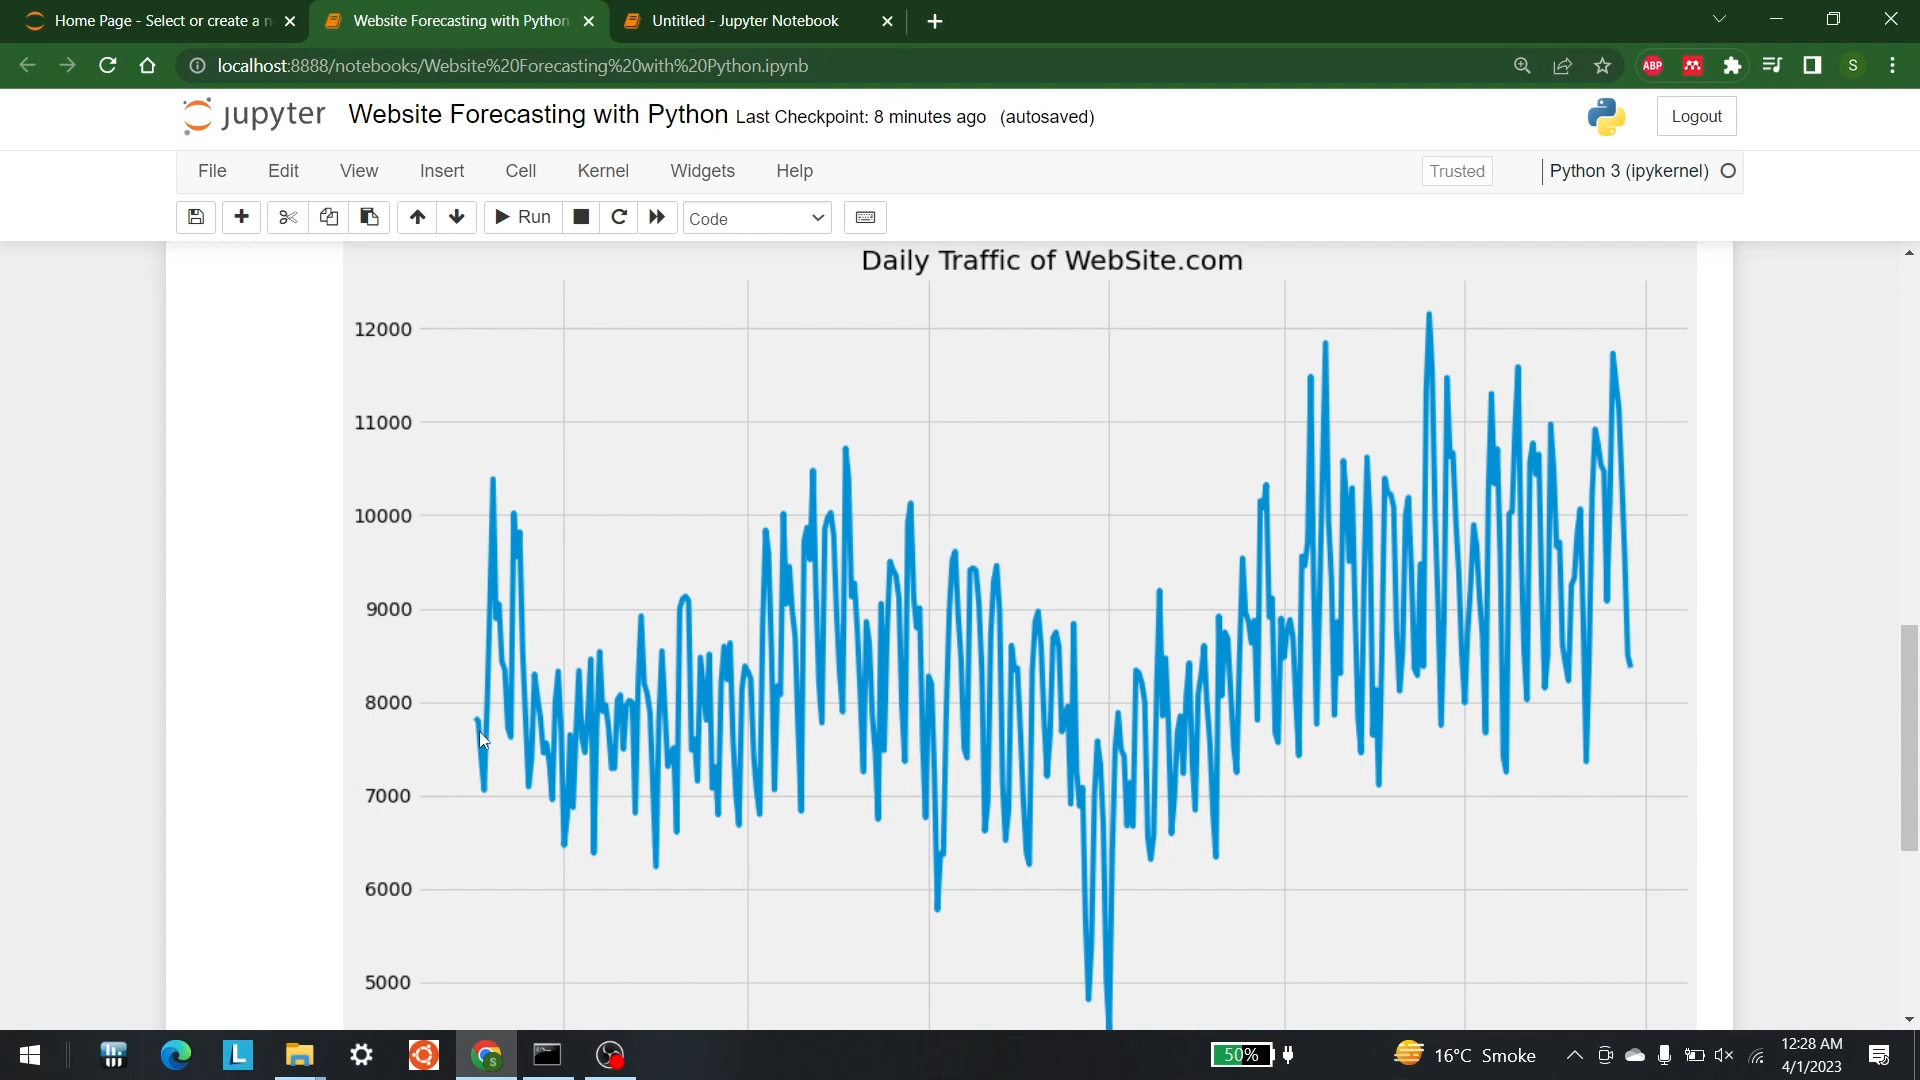 Home Page - Select or create a n
Website Forecasting with Python
Untitled - Jupyter Notebook
localhost:8888/notebooks/Website%20Forecasting%20with%20Python.ipynb
ABP
S
jupyter Website Forecasting with Python Last Checkpoint: 8 minutes ago (autosaved)
Logout
File Edit View Insert Cell Kernel Widgets Help
Trusted
Python 3 (ipykernel)
Run
Code
Daily Traffic of WebSite.com
12000
11000
10000
9000
8000
7000
6000
5000
L
S
50%
16°C Smoke
12:28 AM
4/1/2023